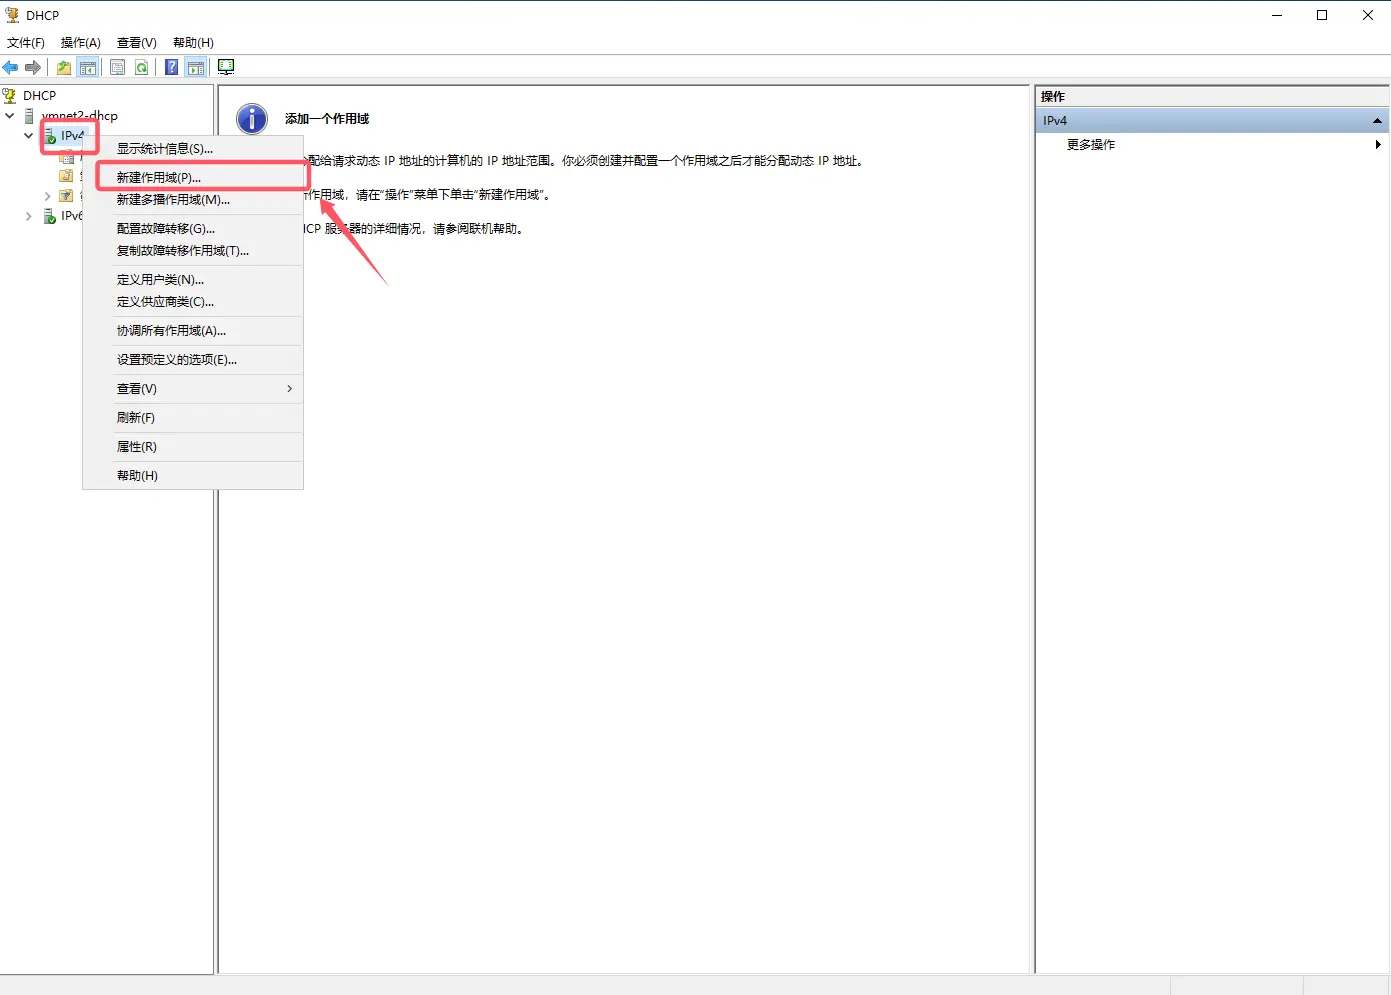 DHCP
文件(F) 操作(A) 查看(V) 帮助(H)
DHCP
vmnet2-dhcp
IPv4
IPv6
显示统计信息(S)...
新建作用域(P)...
新建多播作用域(M)...
配置故障转移(G)...
复制故障转移作用域(T)...
定义用户类(N)...
定义供应商类(C)...
协调所有作用域(A)...
设置预定义的选项(E)...
查看(V)
刷新(F)
属性(R)
帮助(H)
添加一个作用域
配给请求动态 IP 地址的计算机的 IP 地址范围。你必须创建并配置一个作用域之后才能分配动态 IP 地址。
作用域，请在“操作”菜单下单击“新建作用域”。
HCP 服务器的详细情况，请参阅联机帮助。
操作
IPv4
更多操作